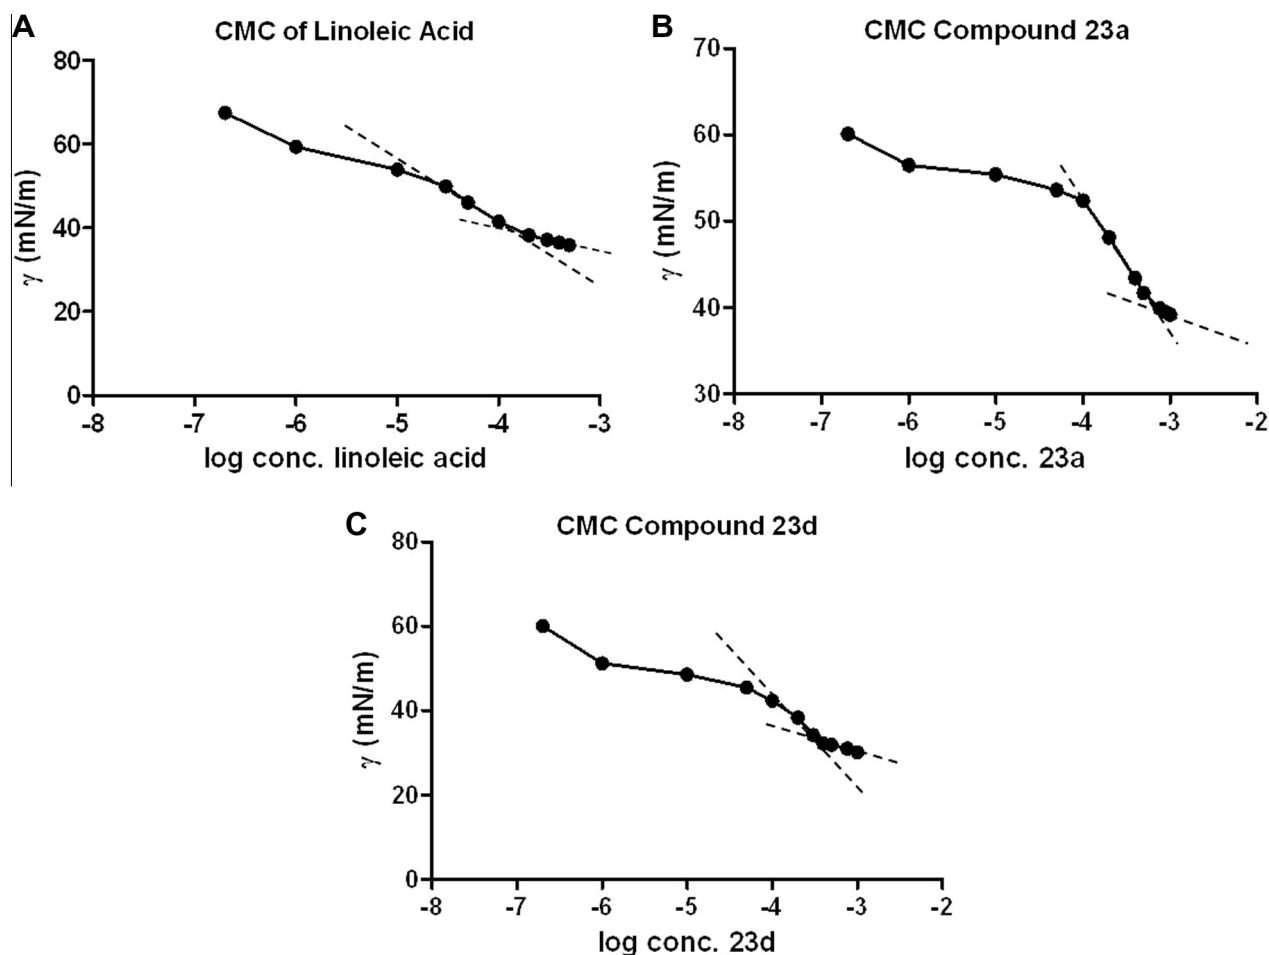 A
CMC of Linoleic Acid
80
60
40
20
0
γ (mN/m)
-8 -7 -6 -5 -4 -3
log conc. linoleic acid
B
CMC Compound 23a
70
60
50
40
30
γ (mN/m)
-8 -7 -6 -5 -4 -3 -2
log conc. 23a
C
CMC Compound 23d
80
60
40
20
0
γ (mN/m)
-8 -7 -6 -5 -4 -3 -2
log conc. 23d